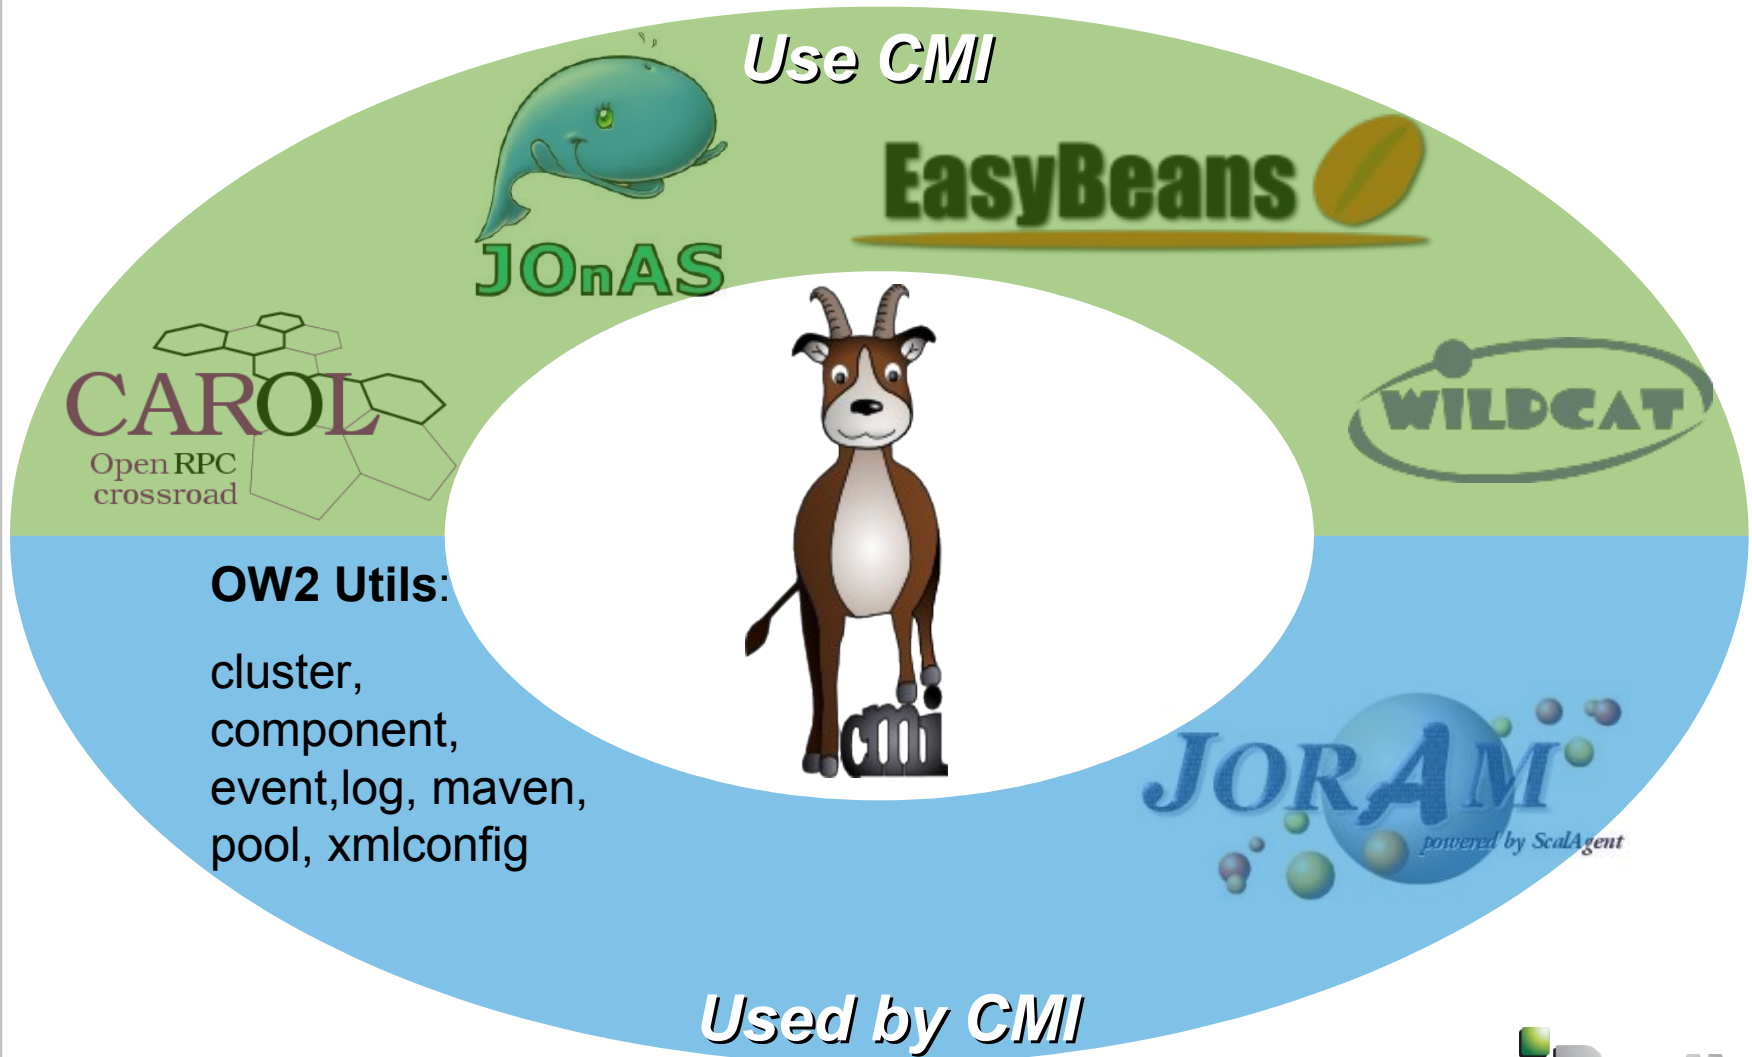 Use CMI
JOnAS
EasyBeans
CAROL
Open RPC
crossroad
WILDCAT
OW2 Utils:
cluster,
component,
event,log, maven,
pool, xmlconfig
cmi
JORAM
powered by ScalAgent
Used by CMI